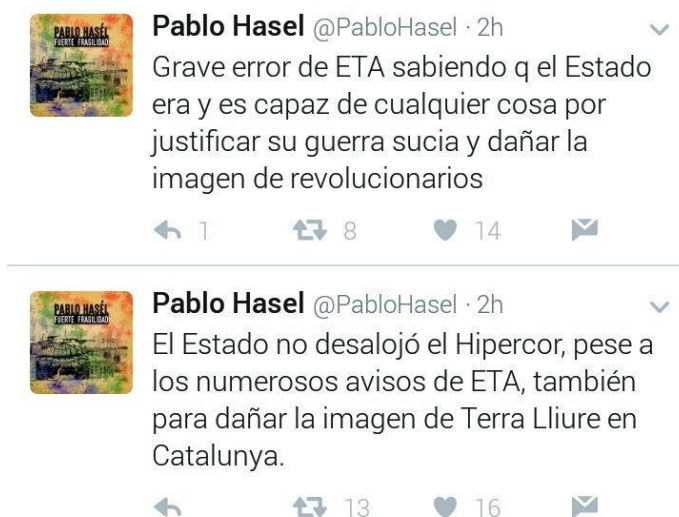 PABLO HASÉL
FUERTE FRAGILIDAD
Pablo Hasel @PabloHasel · 2h
Grave error de ETA sabiendo q el Estado
era y es capaz de cualquier cosa por
justificar su guerra sucia y dañar la
imagen de revolucionarios
1 8 14
PABLO HASÉL
FUERTE FRAGILIDAD
Pablo Hasel @PabloHasel · 2h
El Estado no desalojó el Hipercor, pese a
los numerosos avisos de ETA, también
para dañar la imagen de Terra Lliure en
Catalunya.
13 16